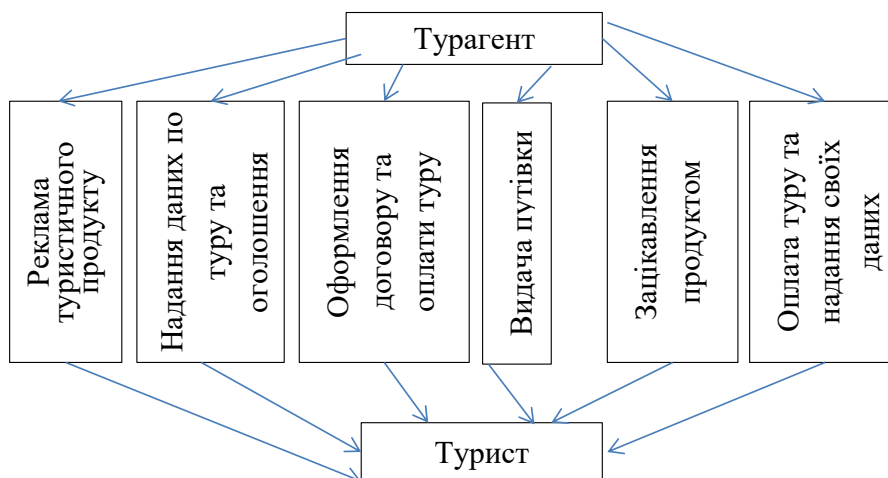 Турагент
Реклама
туристичного
продукту
Надання даних по
туру та
оголошення
Оформлення
договору та
оплати туру
Видача путівки
Зацікавлення
продуктом
Оплата туру та
надання своїх
даних
Турист